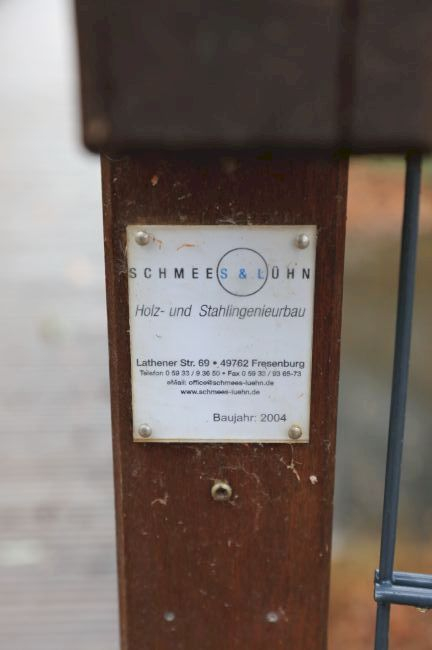 SCHMEES & LÜHN
Holz- und Stahlingenieurbau
Lathener Str. 69 • 49762 Fresenburg
Telefon 0 59 33 / 9 36 50 • Fax 0 59 33 / 93 65-73
eMail: office@schmees-luehn.de
www.schmees-luehn.de
Baujahr: 2004